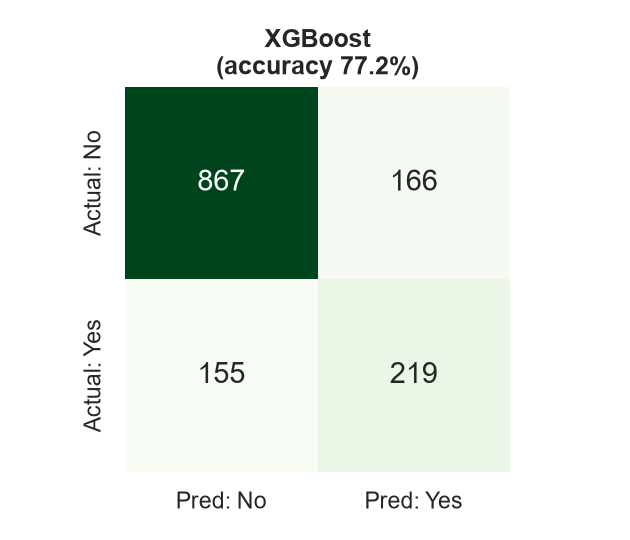 XGBoost
(accuracy 77.2%)
Actual: No
867
166
Actual: Yes
155
219
Pred: No
Pred: Yes